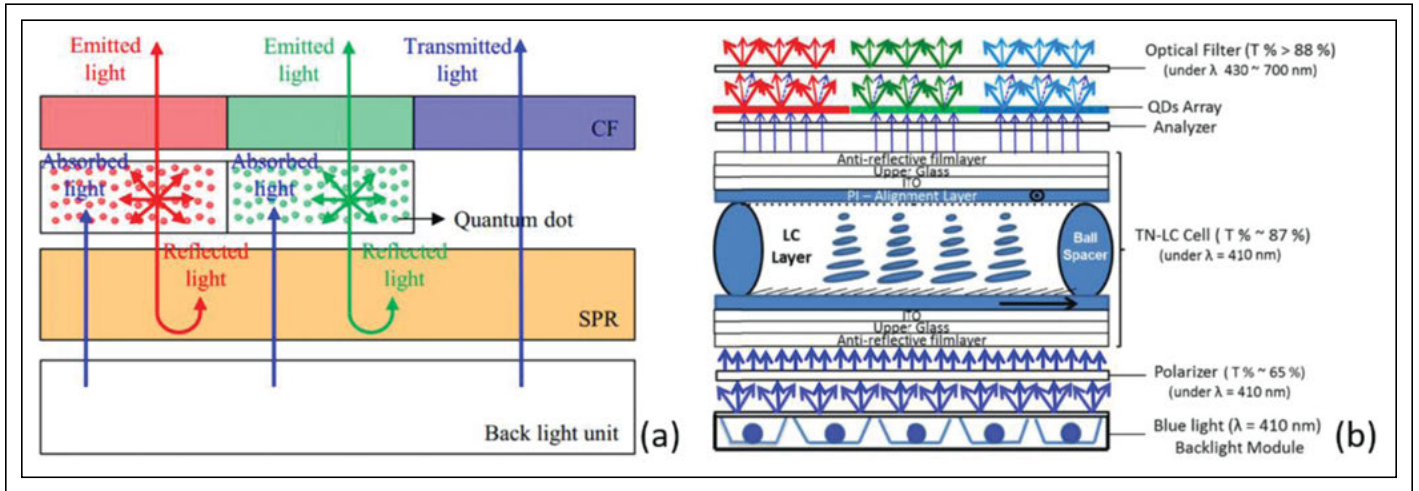 Emitted
light
Emitted
light
Transmitted
light
CF
Absorbed
light
Absorbed
light
Quantum dot
Reflected
light
Reflected
light
SPR
Back light unit
(a)
Optical Filter (T % > 88 %)
(under λ 430 ~ 700 nm)
QDs Array
Analyzer
Anti-reflective filmlayer
Upper Glass
ITO
PI – Alignment Layer
LC
Layer
Ball
Spacer
TN-LC Cell ( T % ~ 87 %)
(under λ = 410 nm)
ITO
Upper Glass
Anti-reflective filmlayer
Polarizer ( T % ~ 65 %)
(under λ = 410 nm)
Blue light (λ = 410 nm)
Backlight Module
(b)